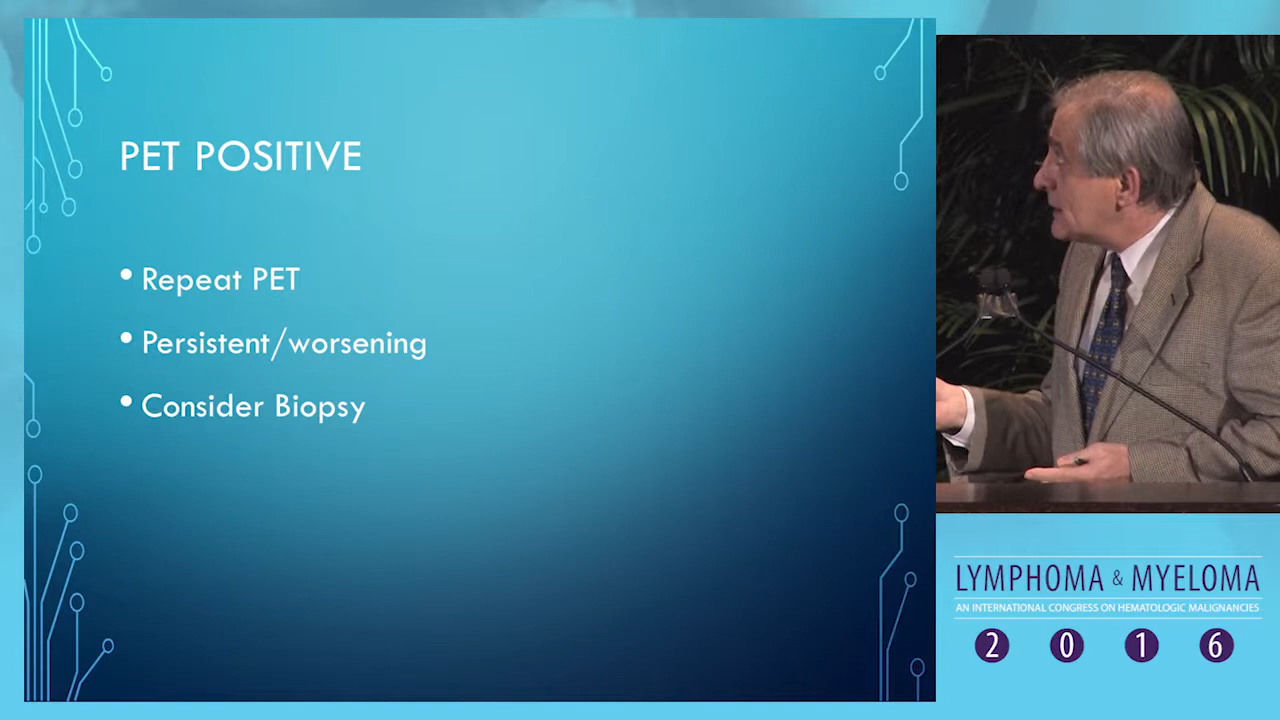 PET POSITIVE
• Repeat PET
• Persistent/worsening
• Consider Biopsy
LYMPHOMA & MYELOMA
AN INTERNATIONAL CONGRESS ON HEMATOLOGIC MALIGNANCIES
2 0 1 6